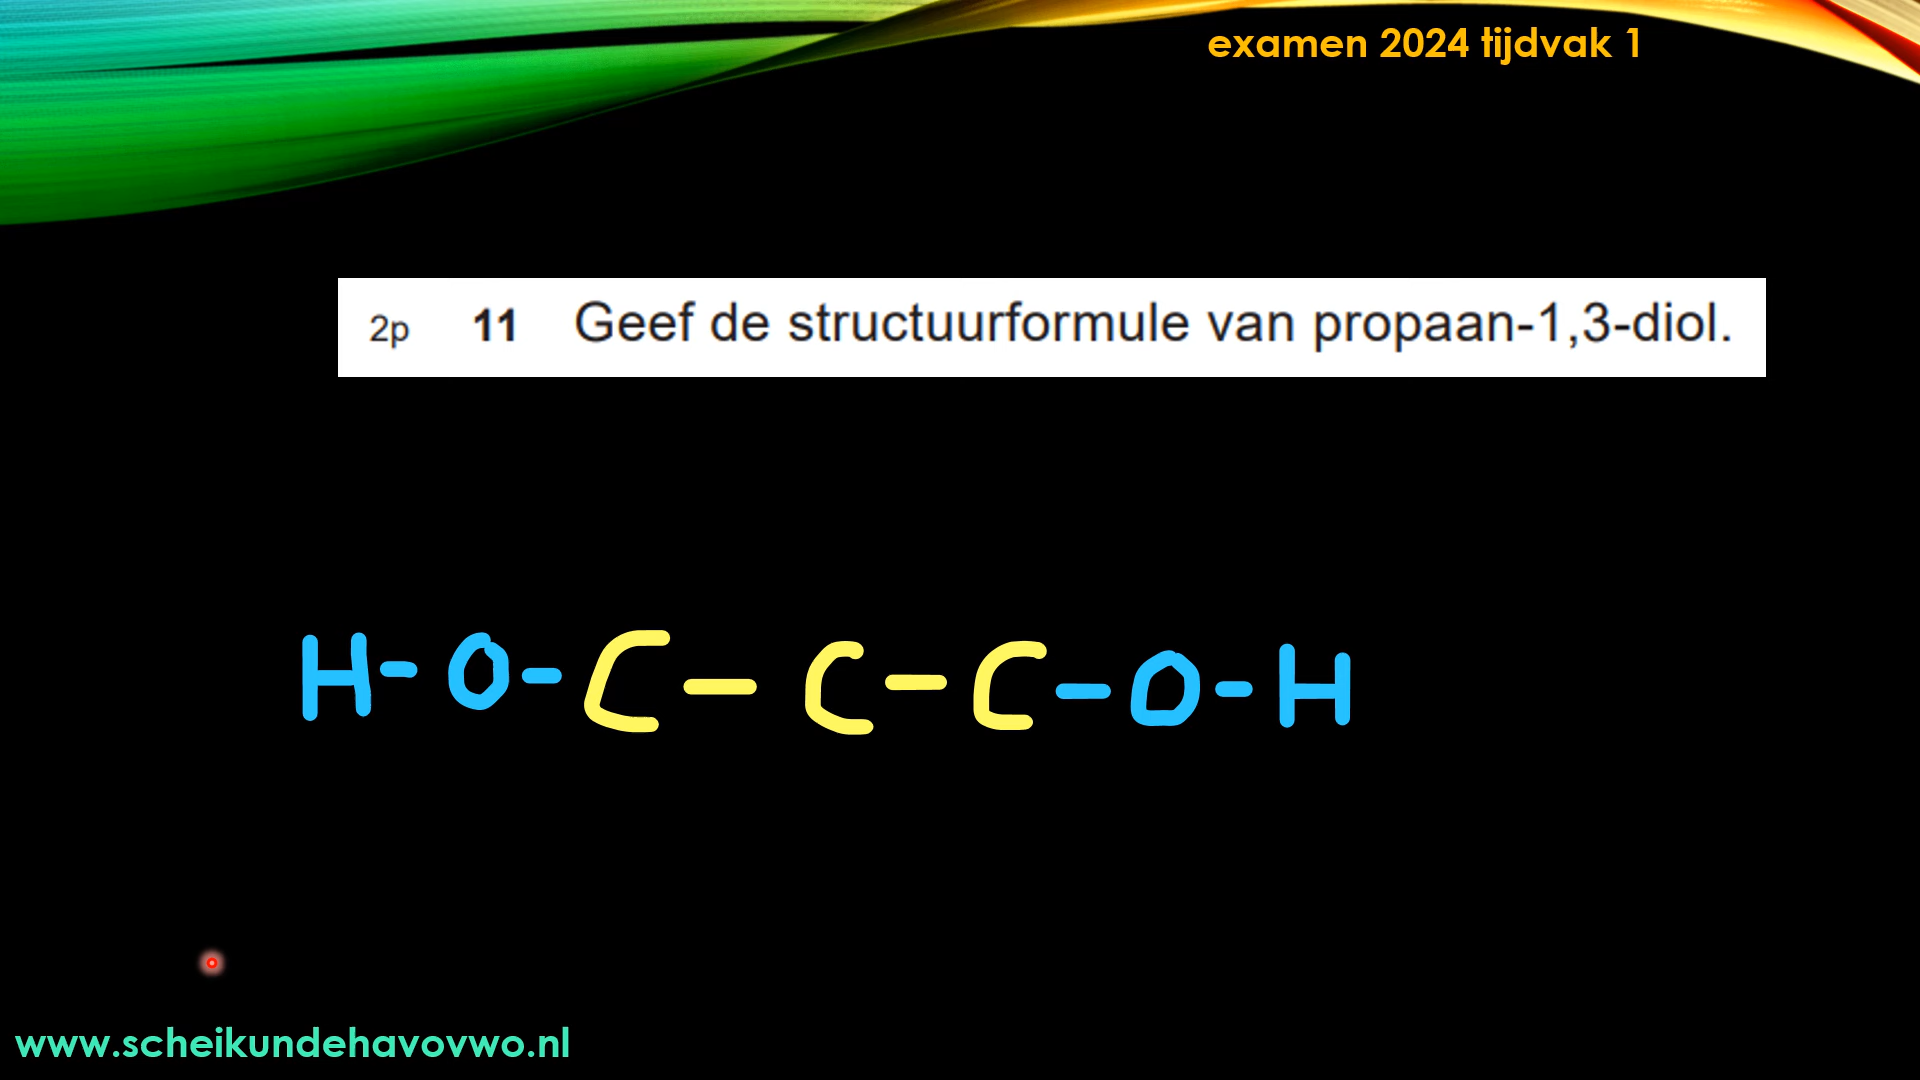 examen 2024 tijdvak 1
2p 11 Geef de structuurformule van propaan-1,3-diol.
H-O-C-C-C-O-H
www.scheikundehavovwo.nl